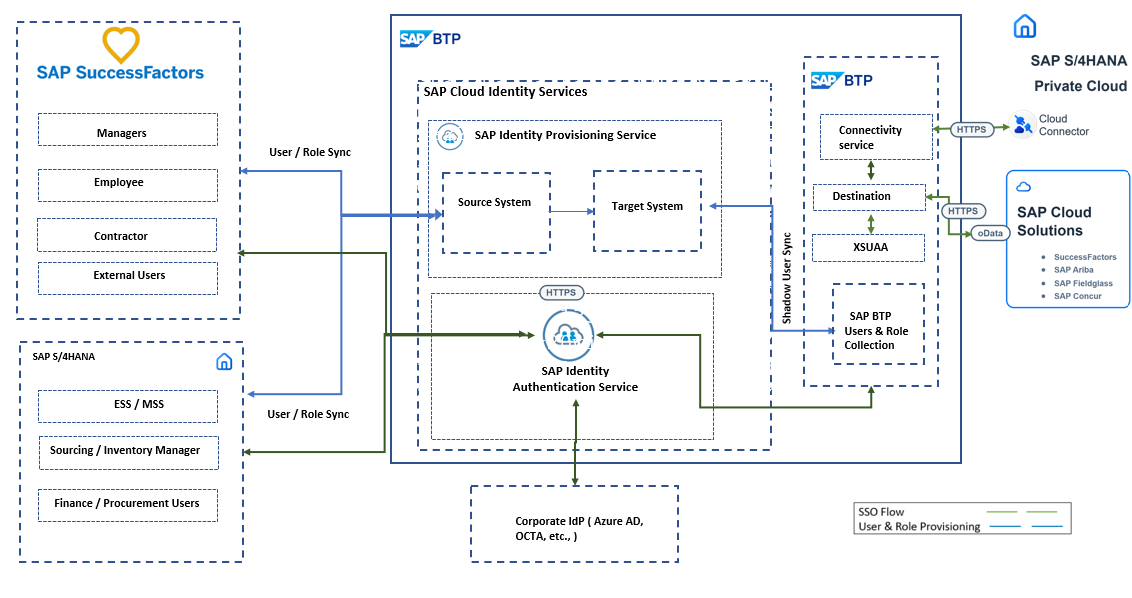 SAP SuccessFactors
Managers
Employee
Contractor
External Users
SAP S/4HANA
ESS / MSS
Sourcing / Inventory Manager
Finance / Procurement Users
User / Role Sync
User / Role Sync
SAP BTP
SAP Cloud Identity Services
SAP Identity Provisioning Service
Source System
Target System
HTTPS
SAP Identity
Authentication Service
Shadow User Sync
Corporate IdP ( Azure AD,
OCTA, etc., )
SAP BTP
Connectivity
service
Destination
XSUAA
SAP BTP
Users & Role
Collection
SAP S/4HANA
Private Cloud
HTTPS
Cloud
Connector
HTTPS
oData
SAP Cloud
Solutions
• SuccessFactors
• SAP Ariba
• SAP Fieldglass
• SAP Concur
SSO Flow
User & Role Provisioning